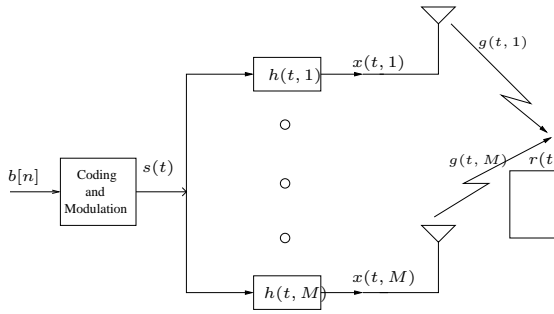 g(t, 1)
h(t, 1)
x(t, 1)
g(t, M)
r(t
b[n]
Coding
and
Modulation
s(t)
h(t, M)
x(t, M)